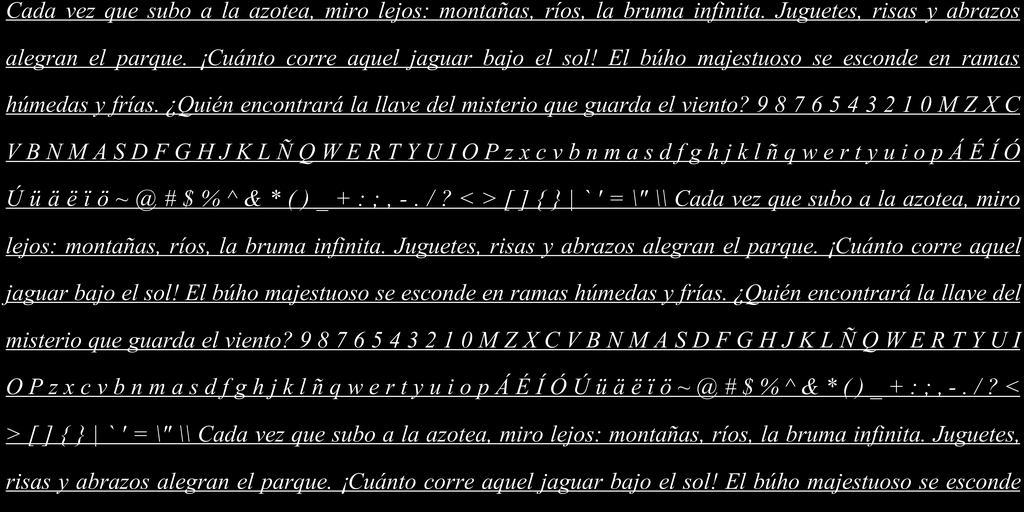 Cada vez que subo a la azotea, miro lejos: montañas, ríos, la bruma infinita. Juguetes, risas y abrazos
alegran el parque. ¡Cuánto corre aquel jaguar bajo el sol! El búho majestuoso se esconde en ramas
húmedas y frías. ¿Quién encontrará la llave del misterio que guarda el viento? 9 8 7 6 5 4 3 2 1 0 M Z X C
V B N M A S D F G H J K L Ñ Q W E R T Y U I O P z x c v b n m a s d f g h j k l ñ q w e r t y u i o p Á É Í Ó
Ú ü ä ë ï ö ~ @ # $ % ^ & * ( ) _ + : ; , - . / ? < > [ ] { } | ` ' = \" \\ Cada vez que subo a la azotea, miro
lejos: montañas, ríos, la bruma infinita. Juguetes, risas y abrazos alegran el parque. ¡Cuánto corre aquel
jaguar bajo el sol! El búho majestuoso se esconde en ramas húmedas y frías. ¿Quién encontrará la llave del
misterio que guarda el viento? 9 8 7 6 5 4 3 2 1 0 M Z X C V B N M A S D F G H J K L Ñ Q W E R T Y U I
O P z x c v b n m a s d f g h j k l ñ q w e r t y u i o p Á É Í Ó Ú ü ä ë ï ö ~ @ # $ % ^ & * ( ) _ + : ; , - . / ? <
> [ ] { } | ` ' = \" \\ Cada vez que subo a la azotea, miro lejos: montañas, ríos, la bruma infinita. Juguetes,
risas y abrazos alegran el parque. ¡Cuánto corre aquel jaguar bajo el sol! El búho majestuoso se esconde